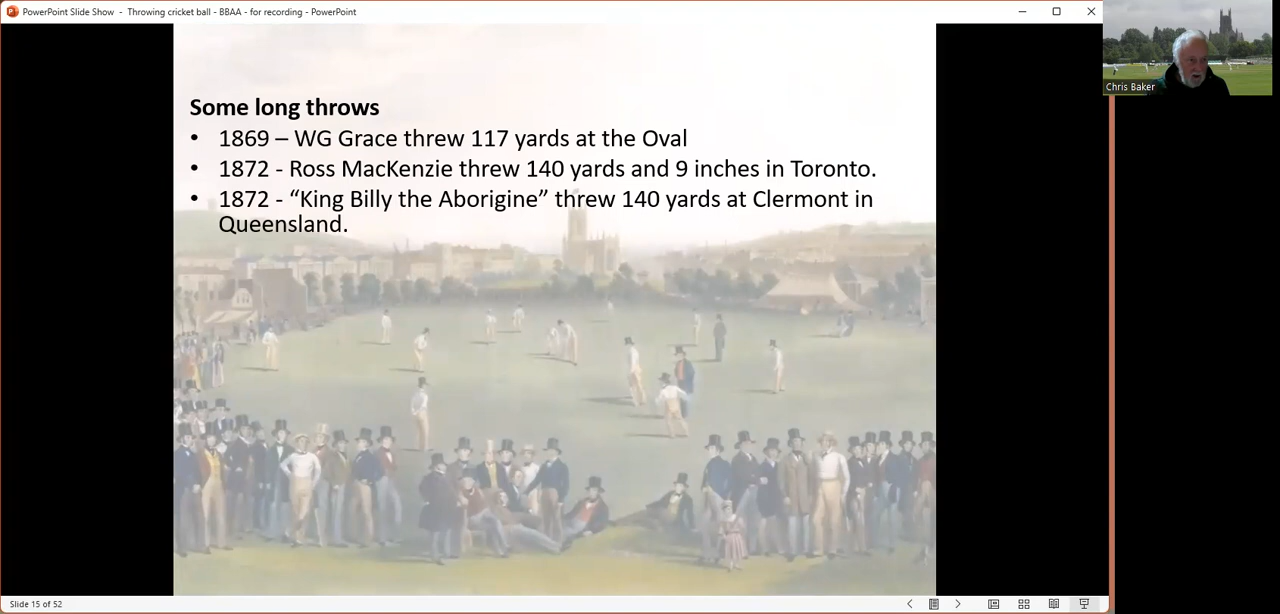 PowerPoint Slide Show - Throwing cricket ball - BBAA - for recording - PowerPoint
Chris Baker
Some long throws
• 1869 – WG Grace threw 117 yards at the Oval
• 1872 - Ross MacKenzie threw 140 yards and 9 inches in Toronto.
• 1872 - “King Billy the Aborigine” threw 140 yards at Clermont in
Queensland.
Slide 15 of 52